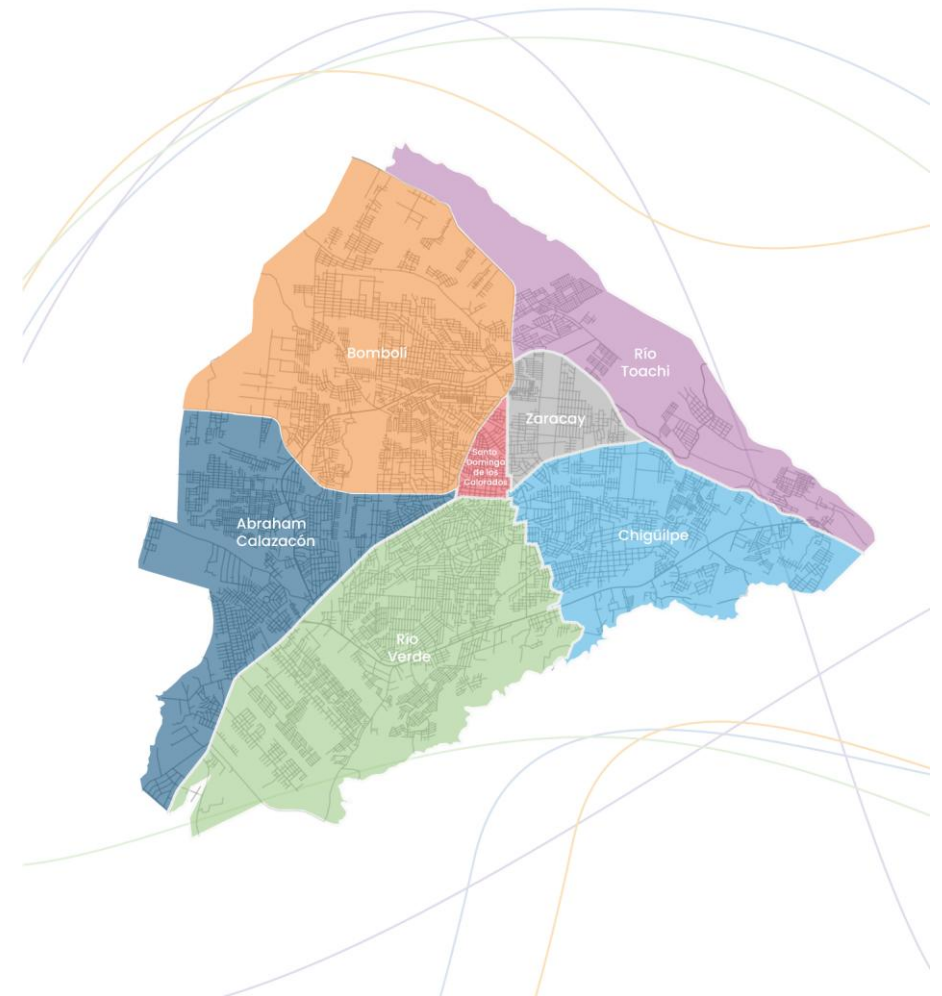 Bombolí
Río
Toachi
Zaracay
Santo
Domingo
de los
Colorados
Abraham
Calazacón
Chigüilpe
Río
Verde